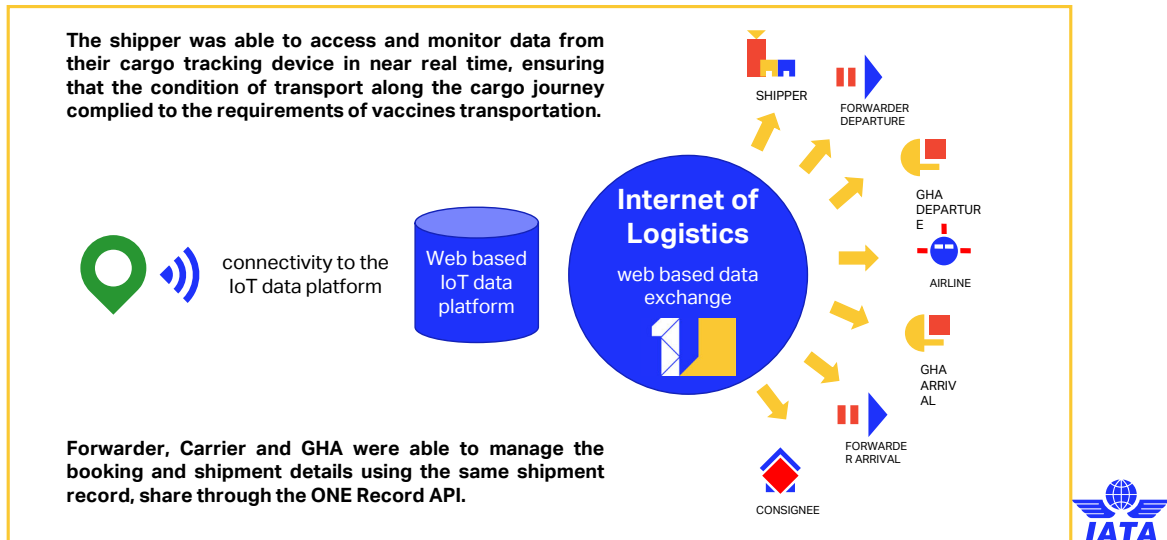 The shipper was able to access and monitor data from
their cargo tracking device in near real time, ensuring
that the condition of transport along the cargo journey
complied to the requirements of vaccines transportation.
SHIPPER
FORWARDER
DEPARTURE
GHA
DEPARTUR
E
AIRLINE
GHA
ARRIV
AL
FORWARDE
R ARRIVAL
CONSIGNEE
Internet of
Logistics
web based data
exchange
Web based
IoT data
platform
connectivity to the
IoT data platform
Forwarder, Carrier and GHA were able to manage the
booking and shipment details using the same shipment
record, share through the ONE Record API.
IATA